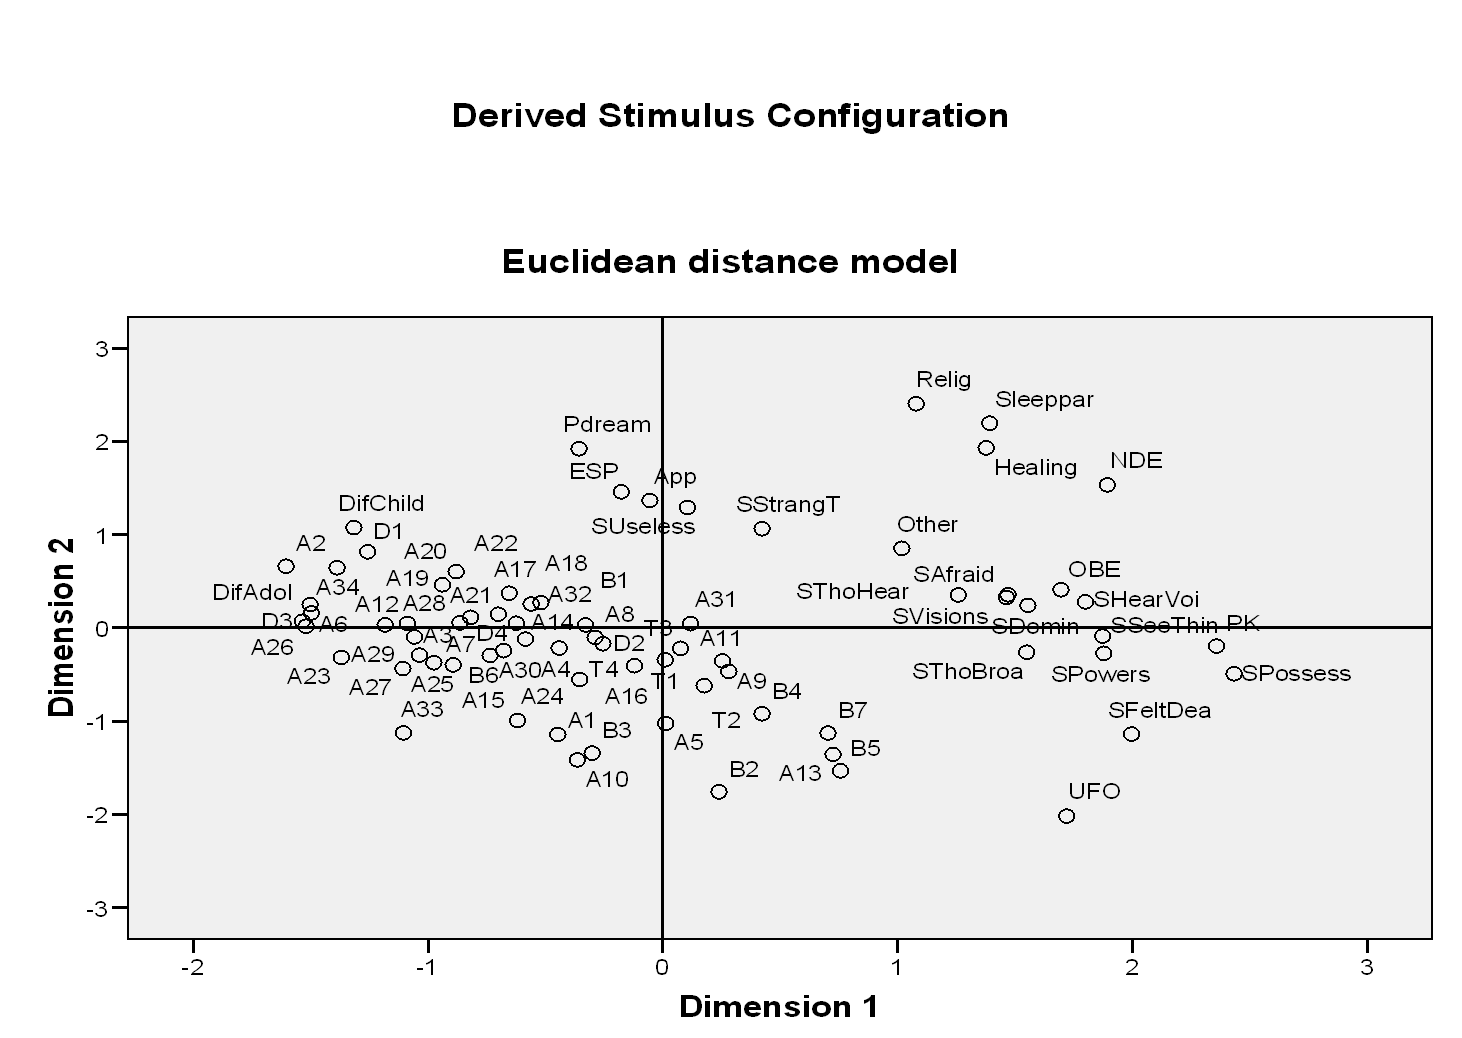 Derived Stimulus Configuration
Euclidean distance model
Dimension 2
3
2
1
0
-1
-2
-3
Relig
Sleeppar
Pdream
Healing
NDE
ESP
App
DifChild
SStrangT
SUseless
Other
D1
A2
A20
A22
A17
A18
B1
OBE
SAfraid
A34
A19
DifAdol
SThoHear
A12
A28
A21
A32
A31
SHearVoi
SVisions
A8
D3
A6
A14
T3
SDomin
SSeeThin
PK
A3
D4
A26
A7
D2
A11
A29
A23
A27
A25
B6
A30
A4
T4
T1
A9
SThoBroa
SPowers
SPossess
A33
A15
A24
A16
B4
A1
B3
T2
B7
SFeltDea
A5
B5
A10
B2
A13
UFO
-2
-1
0
1
2
3
Dimension 1